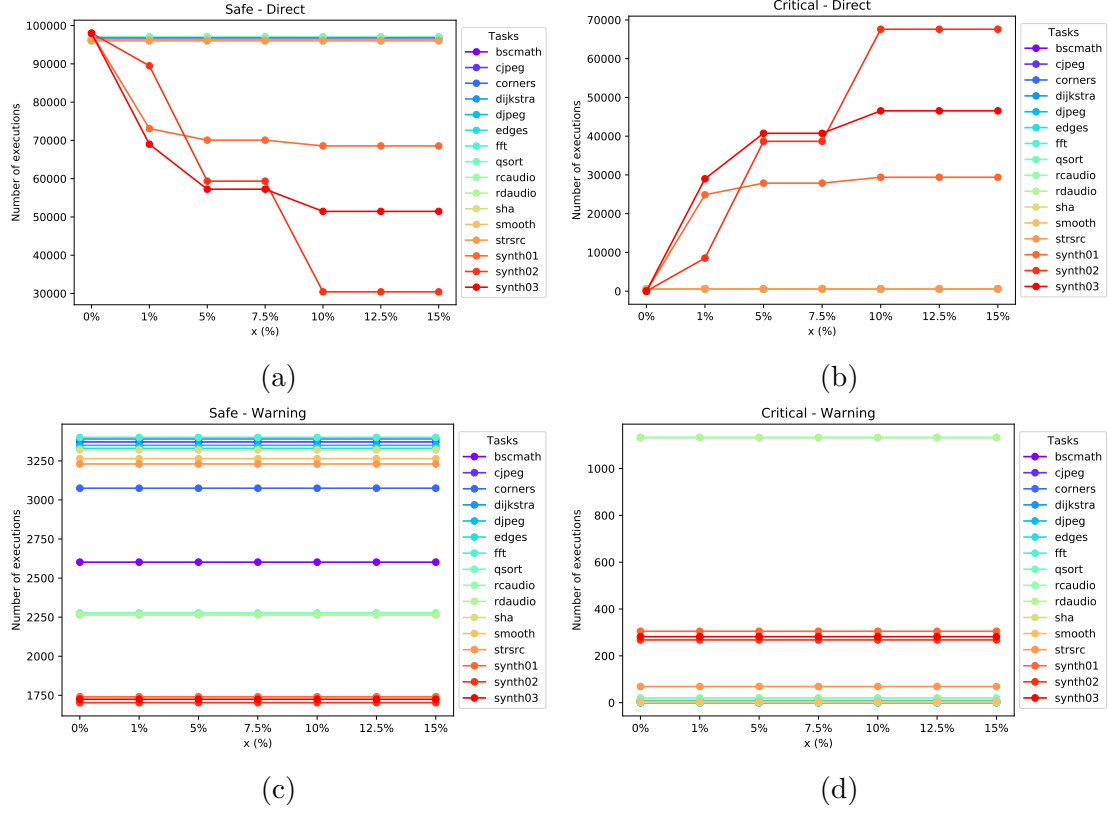 Safe - Direct
Number of executions
100000
90000
80000
70000
60000
50000
40000
30000
0% 1% 5% 7.5% 10% 12.5% 15%
x (%)
Tasks
bscmath
cjpeg
corners
dijkstra
djpeg
edges
fft
qsort
rcaudio
rdaudio
sha
smooth
strsrc
synth01
synth02
synth03
(a)
Critical - Direct
Number of executions
70000
60000
50000
40000
30000
20000
10000
0
0% 1% 5% 7.5% 10% 12.5% 15%
x (%)
Tasks
bscmath
cjpeg
corners
dijkstra
djpeg
edges
fft
qsort
rcaudio
rdaudio
sha
smooth
strsrc
synth01
synth02
synth03
(b)
Safe - Warning
Number of executions
3250
3000
2750
2500
2250
2000
1750
0% 1% 5% 7.5% 10% 12.5% 15%
x (%)
Tasks
bscmath
cjpeg
corners
dijkstra
djpeg
edges
fft
qsort
rcaudio
rdaudio
sha
smooth
strsrc
synth01
synth02
synth03
(c)
Critical - Warning
Number of executions
1000
800
600
400
200
0
0% 1% 5% 7.5% 10% 12.5% 15%
x (%)
Tasks
bscmath
cjpeg
corners
dijkstra
djpeg
edges
fft
qsort
rcaudio
rdaudio
sha
smooth
strsrc
synth01
synth02
synth03
(d)